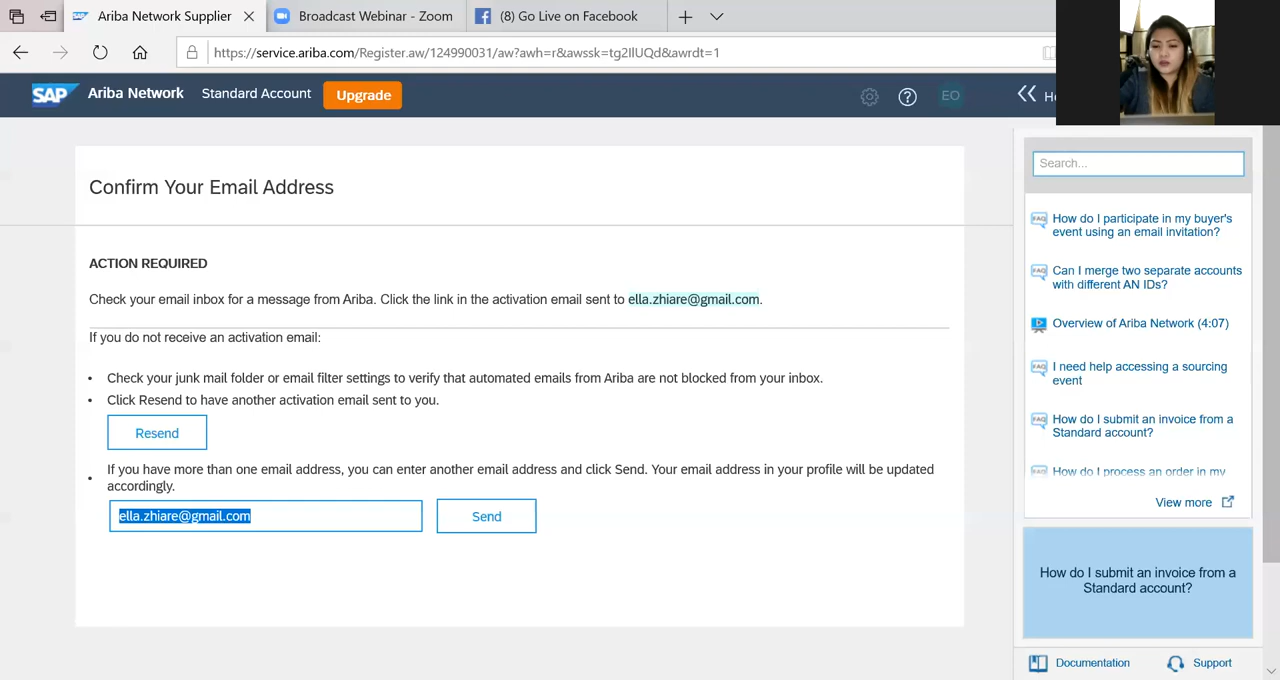 Ariba Network Supplier
Broadcast Webinar - Zoom
(8) Go Live on Facebook
https://service.ariba.com/Register.aw/124990031/aw?awh=r&awssk=tg2IlUQd&awrdt=1
SAP Ariba Network Standard Account Upgrade
? EO
Confirm Your Email Address
ACTION REQUIRED
Check your email inbox for a message from Ariba. Click the link in the activation email sent to ella.zhiare@gmail.com.
If you do not receive an activation email:
• Check your junk mail folder or email filter settings to verify that automated emails from Ariba are not blocked from your inbox.
• Click Resend to have another activation email sent to you.
Resend
• If you have more than one email address, you can enter another email address and click Send. Your email address in your profile will be updated
accordingly.
ella.zhiare@gmail.com
Send
Search...
FAQ How do I participate in my buyer's
event using an email invitation?
FAQ Can I merge two separate accounts
with different AN IDs?
Overview of Ariba Network (4:07)
FAQ I need help accessing a sourcing
event
FAQ How do I submit an invoice from a
Standard account?
FAQ How do I process an order in my
View more
How do I submit an invoice from a
Standard account?
Documentation
Support